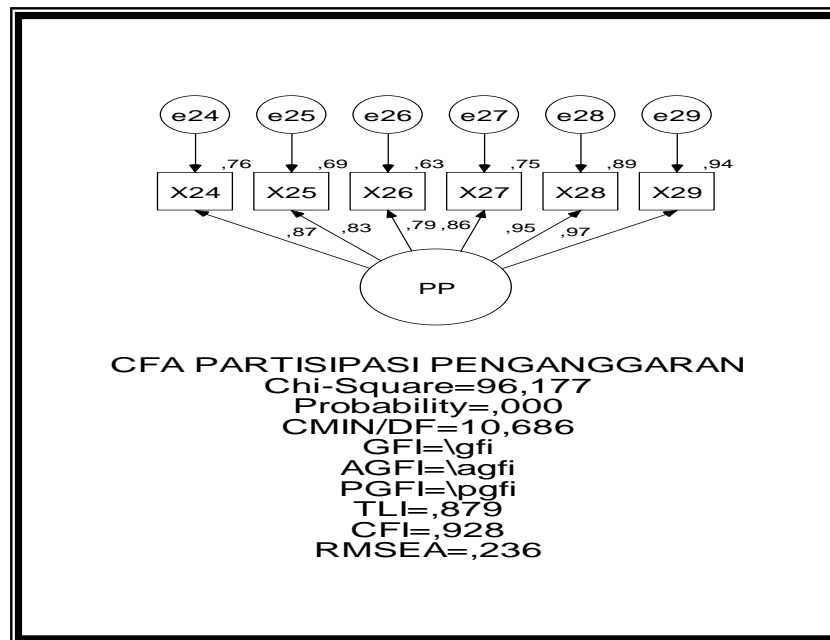 e24 e25 e26 e27 e28 e29
,76 ,69 ,63 ,75 ,89 ,94
X24 X25 X26 X27 X28 X29
,87 ,83 ,79 ,86 ,95 ,97
PP
CFA PARTISIPASI PENGANGGARAN
Chi-Square=96,177
Probability=,000
CMIN/DF=10,686
GFI=\gfi
AGFI=\agfi
PGFI=\pgfi
TLI=,879
CFI=,928
RMSEA=,236